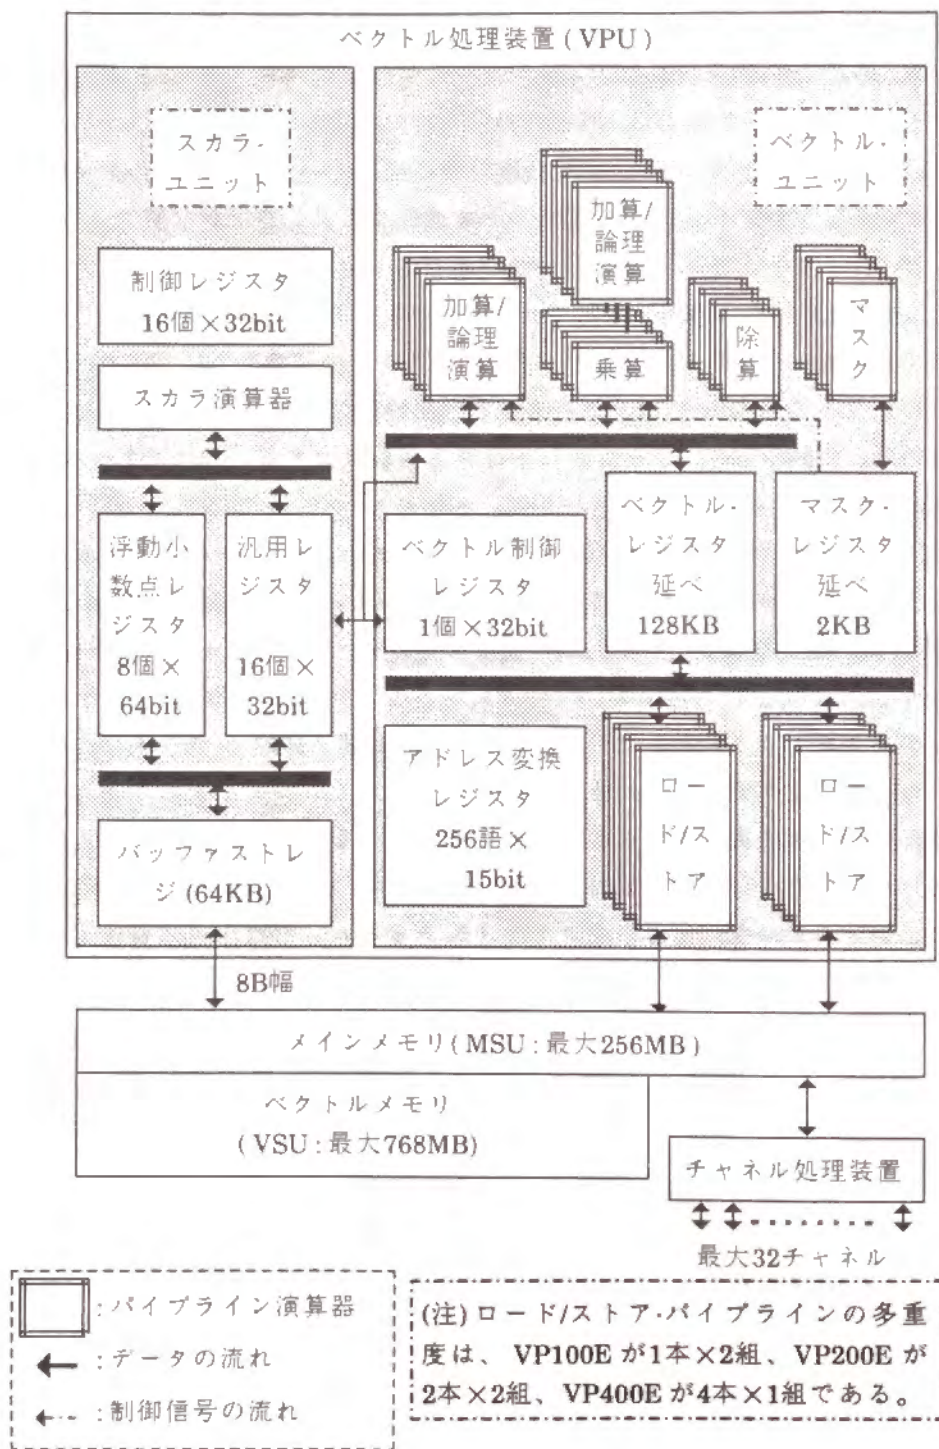 ベクトル処理装置(VPU)
スカラ·
ユニット
制御レジスタ
16個×32bit
スカラ演算器
浮動小
数点レ
ジスタ
8個×
64bit
汎用レ
ジスタ
16個×
32bit
バッファストレ
ジ(64KB)
ベクトル·
ユニット
加算/
論理
演算
加算/
論理
演算
乗算
除
算
マ
ス
ク
ベクトル制御
レジスタ
1個×32bit
ベクトル·
レジスタ
延べ
128KB
マスク·
レジスタ
延べ
2KB
アドレス変換
レジスタ
256語×
15bit
ロー
ド/ス
トア
ロー
ド/ス
トア
8B幅
メインメモリ(MSU:最大256MB)
ベクトルメモリ
(VSU:最大768MB)
チャネル処理装置
最大32チャネル
:パイプライン演算器
:データの流れ
:制御信号の流れ
(注)ロード/ストア·パイプラインの多重
度は、VP100Eが1本×2組、VP200Eが
2本×2組、VP400Eが4本×1組である。